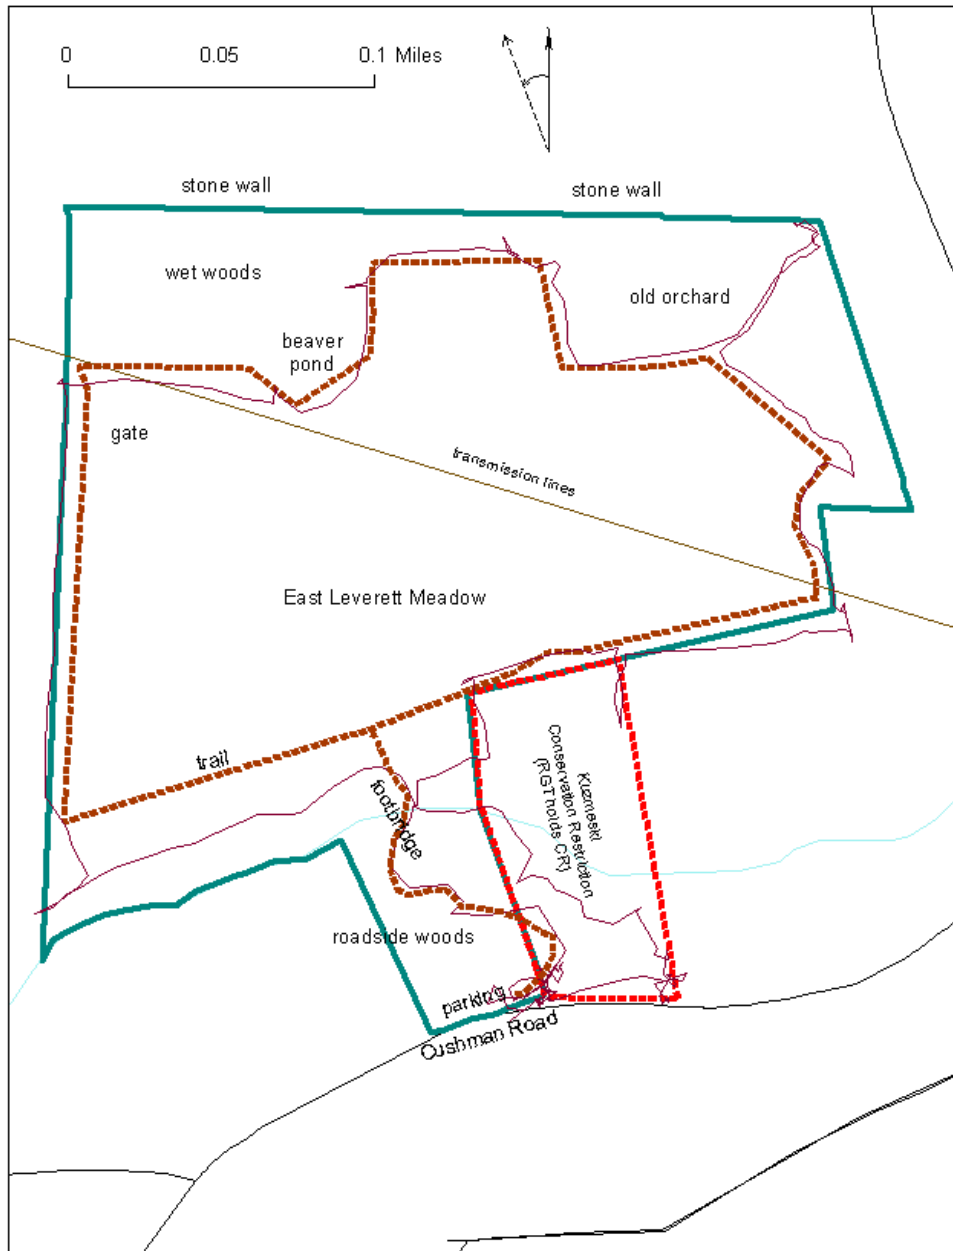 0 0.05 0.1 Miles
stone wall
stone wall
wet woods
old orchard
beaver
pond
gate
transmission lines
East Leverett Meadow
trail
footbridge
Kuzmeski
Conservation Restriction
(RGT holds CR)
roadside woods
parking
Cushman Road